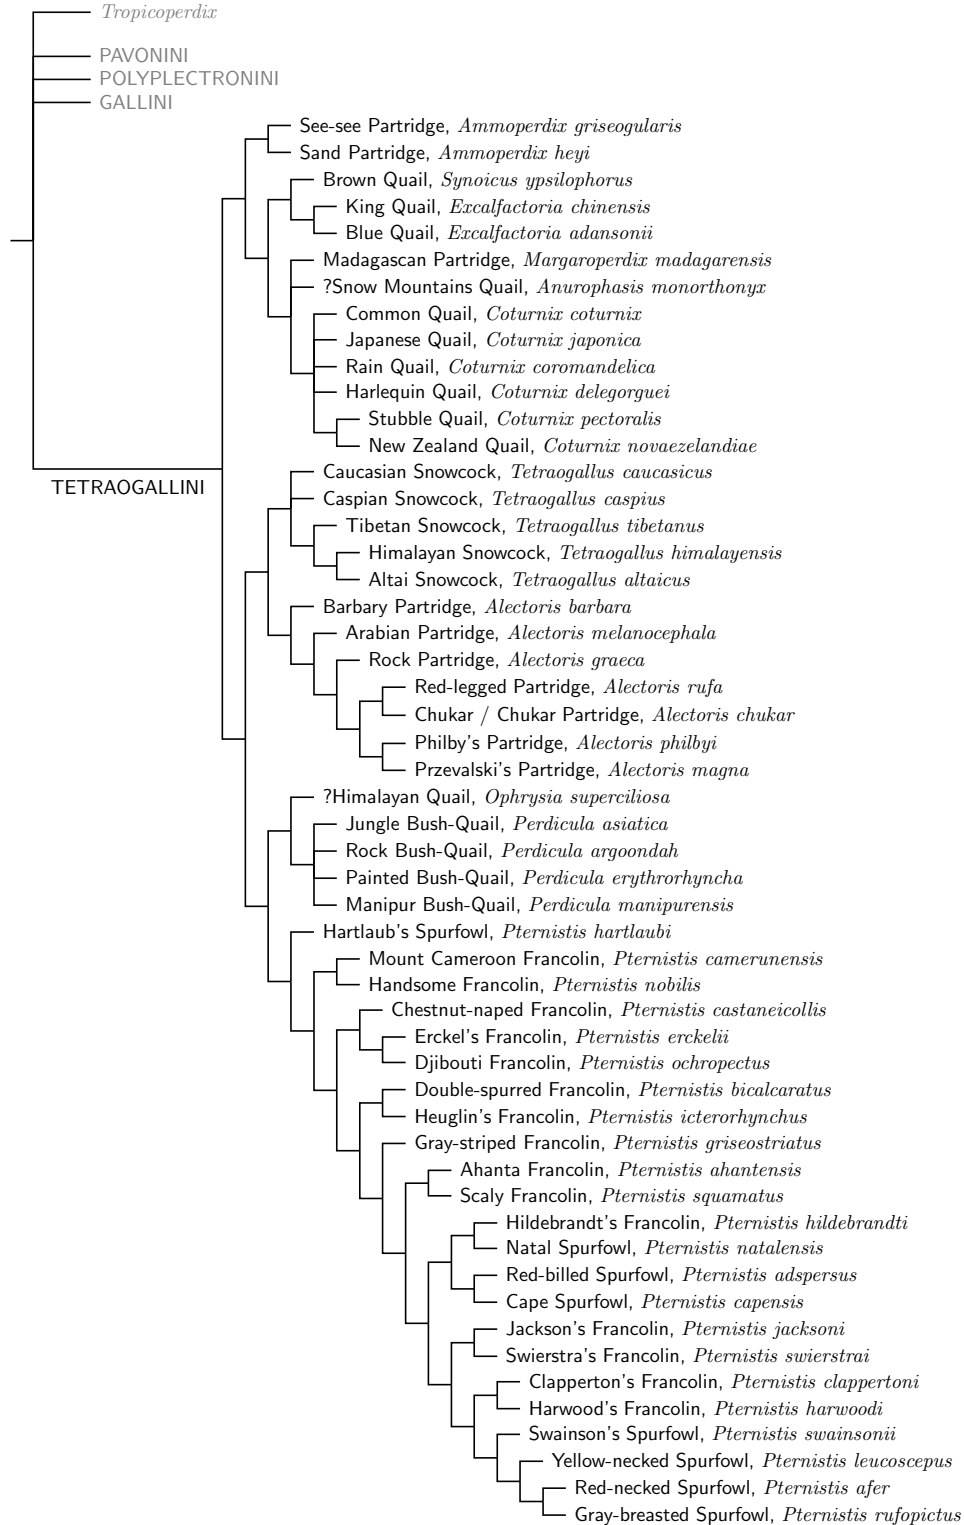 Tropicoperdix
PAVONINI
POLYPLECTRONINI
GALLINI
See-see Partridge, Ammoperdix griseogularis
Sand Partridge, Ammoperdix heyi
Brown Quail, Synoicus ypsilophorus
King Quail, Excalfactoria chinensis
Blue Quail, Excalfactoria adansonii
Madagascan Partridge, Margaroperdix madagarensis
?Snow Mountains Quail, Anurophasis monorthonyx
Common Quail, Coturnix coturnix
Japanese Quail, Coturnix japonica
Rain Quail, Coturnix coromandelica
Harlequin Quail, Coturnix delegorguei
Stubble Quail, Coturnix pectoralis
New Zealand Quail, Coturnix novaezelandiae
Caucasian Snowcock, Tetraogallus caucasicus
TETRAOGALLINI
Caspian Snowcock, Tetraogallus caspius
Tibetan Snowcock, Tetraogallus tibetanus
Himalayan Snowcock, Tetraogallus himalayensis
Altai Snowcock, Tetraogallus altaicus
Barbary Partridge, Alectoris barbara
Arabian Partridge, Alectoris melanocephala
Rock Partridge, Alectoris graeca
Red-legged Partridge, Alectoris rufa
Chukar / Chukar Partridge, Alectoris chukar
Philby's Partridge, Alectoris philbyi
Przevalski's Partridge, Alectoris magna
?Himalayan Quail, Ophrysia superciliosa
Jungle Bush-Quail, Perdicula asiatica
Rock Bush-Quail, Perdicula argoondah
Painted Bush-Quail, Perdicula erythrorhyncha
Manipur Bush-Quail, Perdicula manipurensis
Hartlaub's Spurfowl, Pternistis hartlaubi
Mount Cameroon Francolin, Pternistis camerunensis
Handsome Francolin, Pternistis nobilis
Chestnut-naped Francolin, Pternistis castaneicollis
Erckel's Francolin, Pternistis erckelii
Djibouti Francolin, Pternistis ochropectus
Double-spurred Francolin, Pternistis bicalcaratus
Heuglin's Francolin, Pternistis icterorhynchus
Gray-striped Francolin, Pternistis griseostriatus
Ahanta Francolin, Pternistis ahantensis
Scaly Francolin, Pternistis squamatus
Hildebrandt's Francolin, Pternistis hildebrandti
Natal Spurfowl, Pternistis natalensis
Red-billed Spurfowl, Pternistis adspersus
Cape Spurfowl, Pternistis capensis
Jackson's Francolin, Pternistis jacksoni
Swierstra's Francolin, Pternistis swierstrai
Clapperton's Francolin, Pternistis clappertoni
Harwood's Francolin, Pternistis harwoodi
Swainson's Spurfowl, Pternistis swainsonii
Yellow-necked Spurfowl, Pternistis leucoscepus
Red-necked Spurfowl, Pternistis afer
Gray-breasted Spurfowl, Pternistis rufopictus